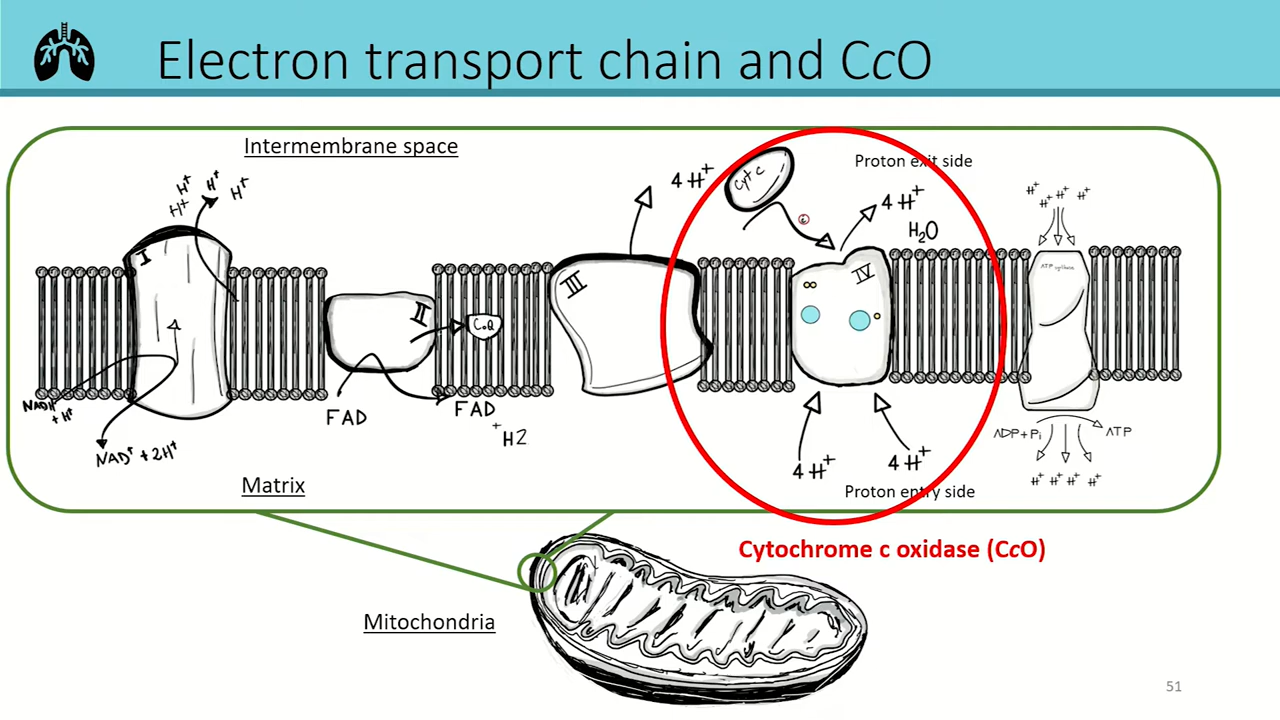 Electron transport chain and CcO
Intermembrane space
Proton exit side
H⁺ H⁺ H⁺
H⁺
4 H⁺
Cyt c
e
4 H⁺
H₂O
H⁺ H⁺ H⁺ H⁺
I
II
CoQ
III
IV
∞
ATP synthase
NADH
+ H⁺
NAD⁺ + 2H⁺
FAD
FAD
+ H2
4 H⁺
4 H⁺
ADP + Pi
ATP
H⁺ H⁺ H⁺ H⁺
Matrix
Proton entry side
Cytochrome c oxidase (CcO)
Mitochondria
51